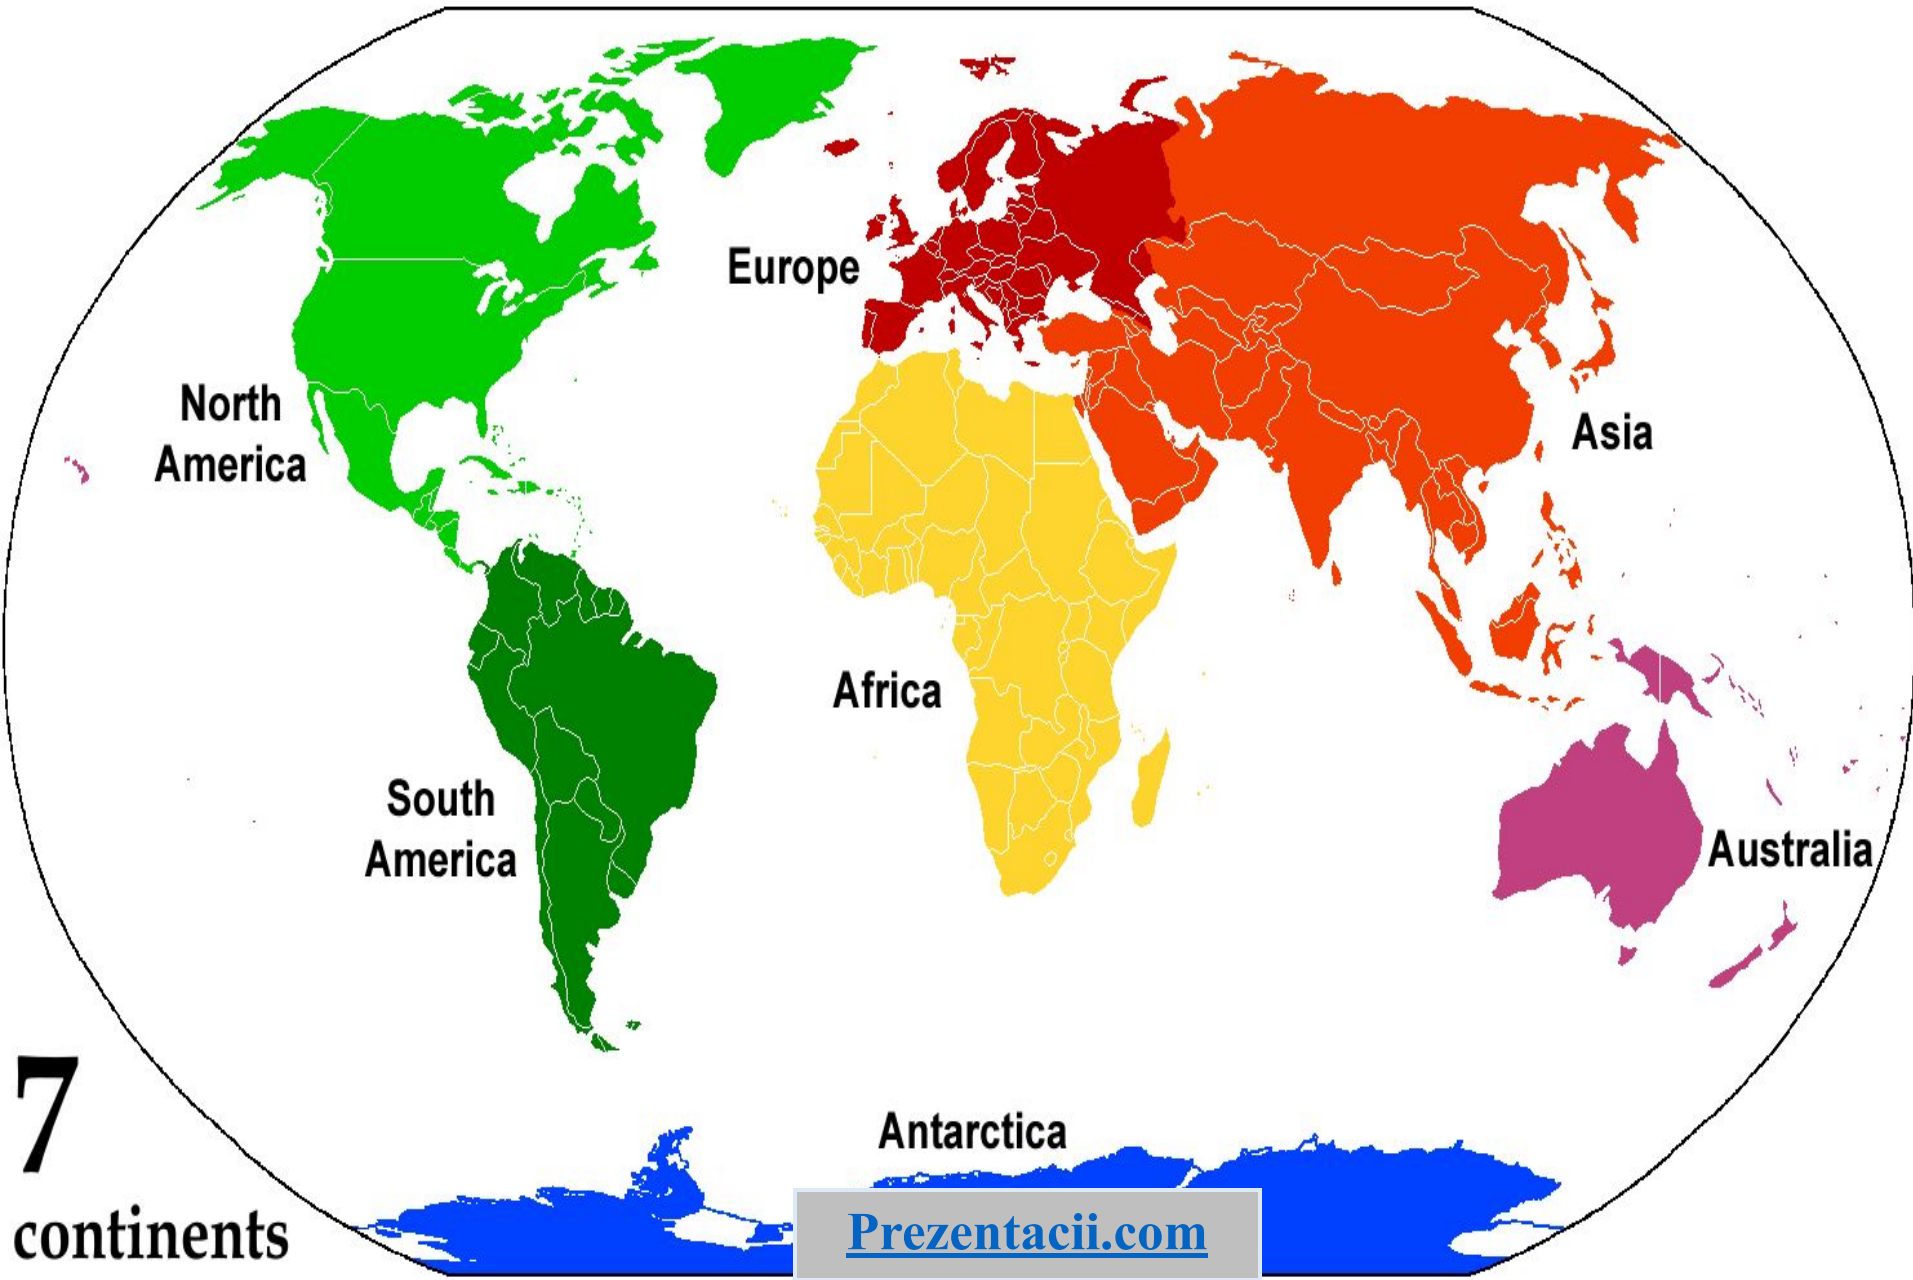 Europe
North
America
Asia
Africa
South
America
Australia
7
continents
Antarctica
Prezentacii.com